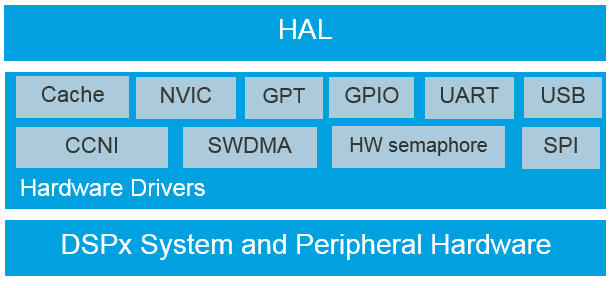 HAL
Cache NVIC GPT GPIO UART USB
CCNI SWDMA HW semaphore SPI
Hardware Drivers
DSPx System and Peripheral Hardware